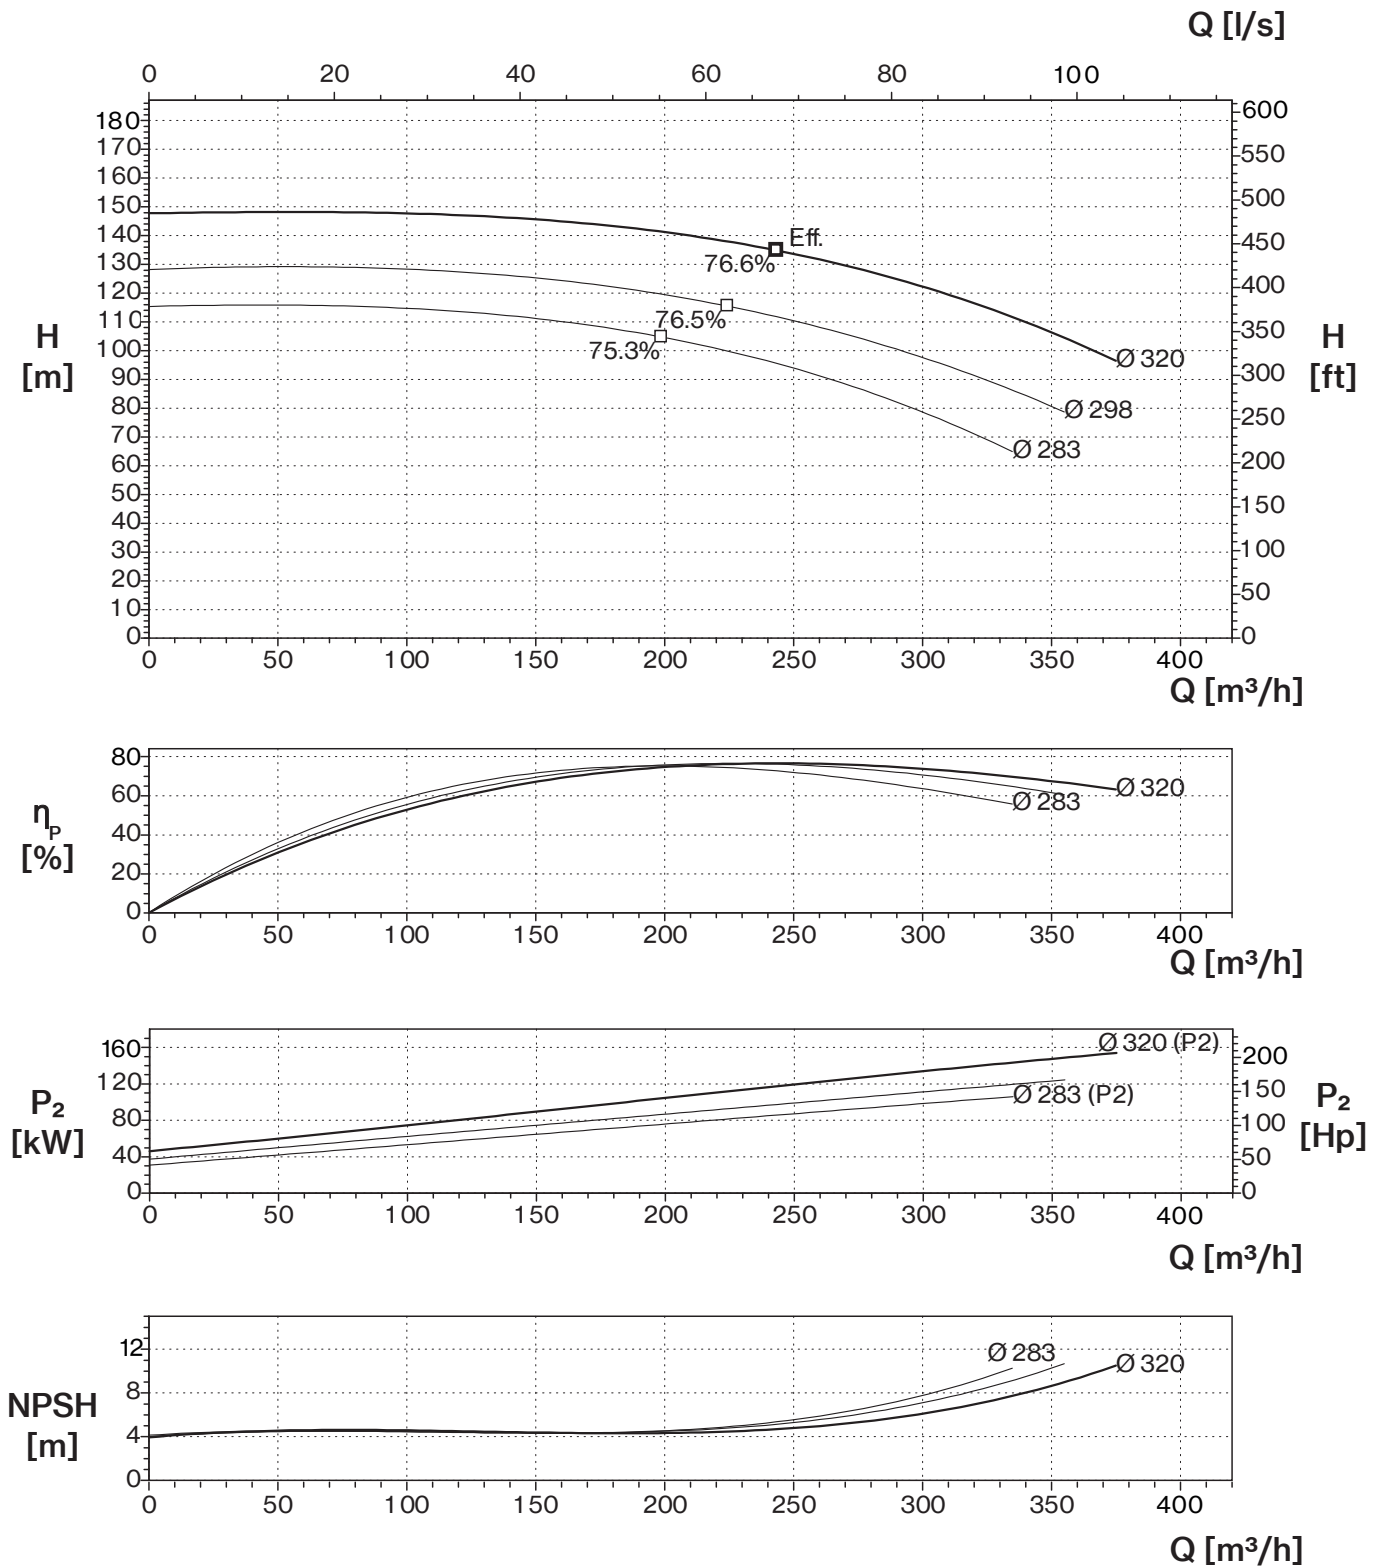 Q [l/s]
0 20 40 60 80 100
180 600
170
160 550
150 500
140 Eff. 450
130 76.6% 400
120
110 76.5% 350
H H
[m] [ft]
100 75.3% Ø 320
90 300
80 Ø 298 250
70 Ø 283
60 200
50 150
40
30 100
20 50
10
0 0
0 50 100 150 200 250 300 350 400
Q [m³/h]
80
60 Ø 283 Ø 320
ηP
[%]
40
20
0
0 50 100 150 200 250 300 350 400
Q [m³/h]
160 Ø 320 (P2) 200
120 Ø 283 (P2) 150
P₂ P₂
[kW] [Hp]
80 100
40 50
0 0
0 50 100 150 200 250 300 350 400
Q [m³/h]
12 Ø 283 Ø 320
8
NPSH
[m]
4
0
0 50 100 150 200 250 300 350 400
Q [m³/h]